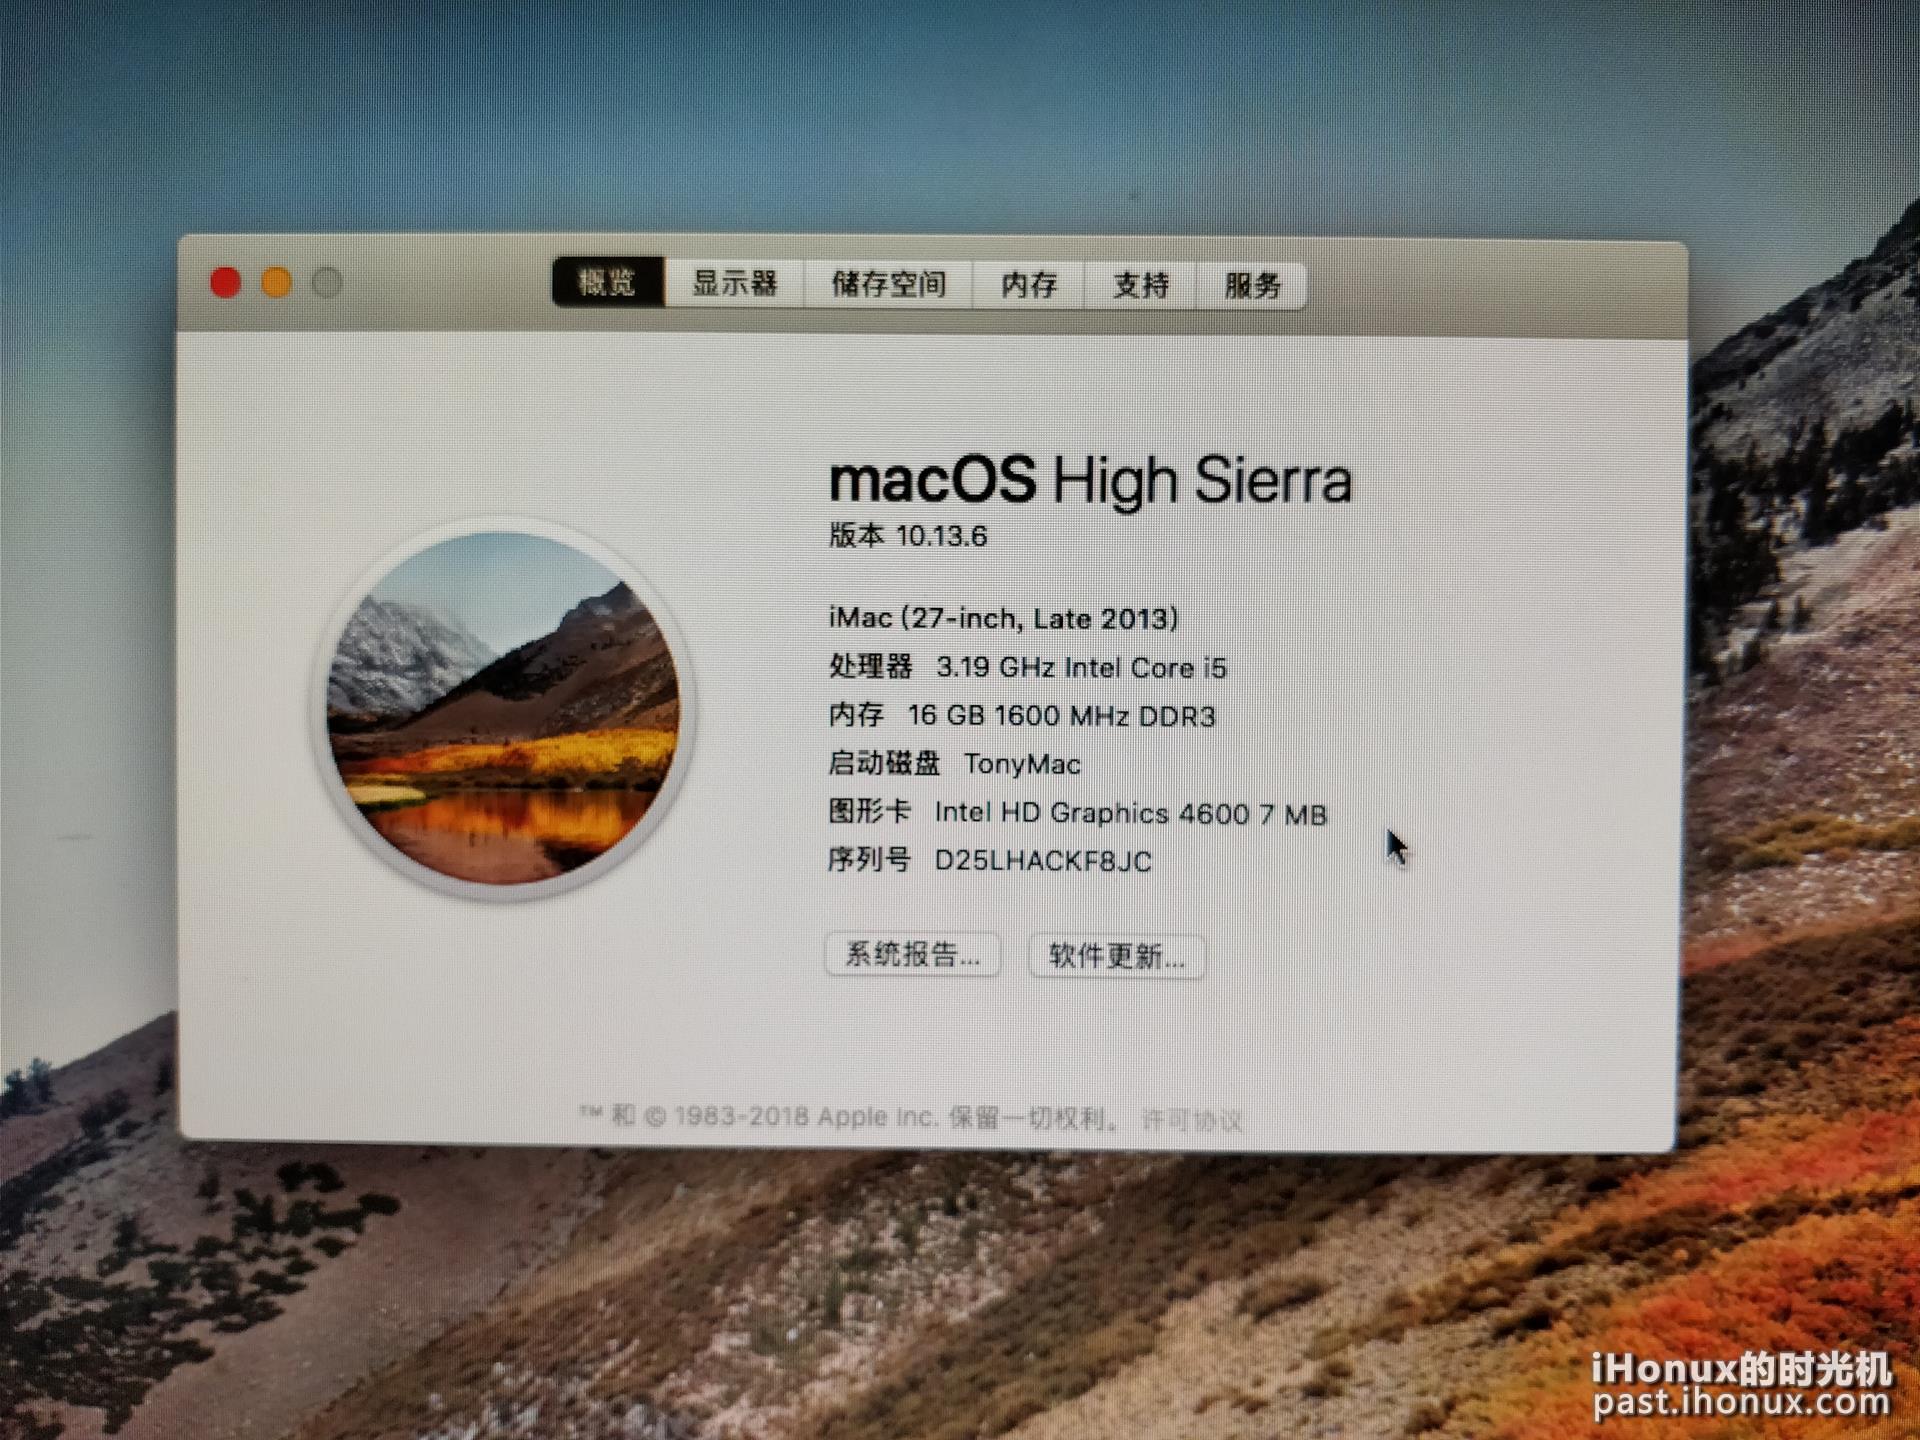 概览 显示器 储存空间 内存 支持 服务
macOS High Sierra
版本 10.13.6
iMac (27-inch, Late 2013)
处理器 3.19 GHz Intel Core i5
内存 16 GB 1600 MHz DDR3
启动磁盘 TonyMac
图形卡 Intel HD Graphics 4600 7 MB
序列号 D25LHACKF8JC
系统报告... 软件更新...
™ 和 © 1983-2018 Apple Inc. 保留一切权利。 许可协议
iHonux的时光机
past.ihonux.com